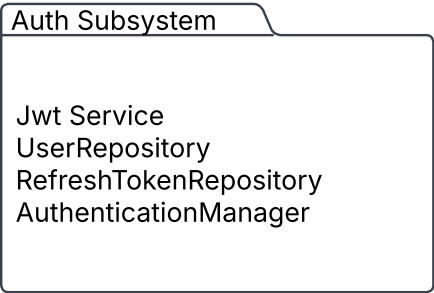 Auth Subsystem
Jwt Service
UserRepository
RefreshTokenRepository
AuthenticationManager